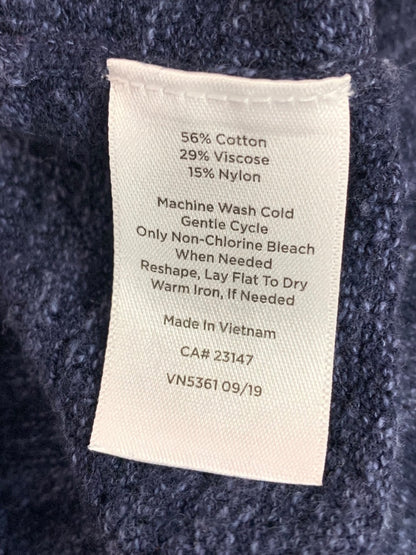 56% Cotton
29% Viscose
15% Nylon
Machine Wash Cold
Gentle Cycle
Only Non-Chlorine Bleach
When Needed
Reshape, Lay Flat To Dry
Warm Iron, If Needed
Made In Vietnam
CA# 23147
VN5361 09/19